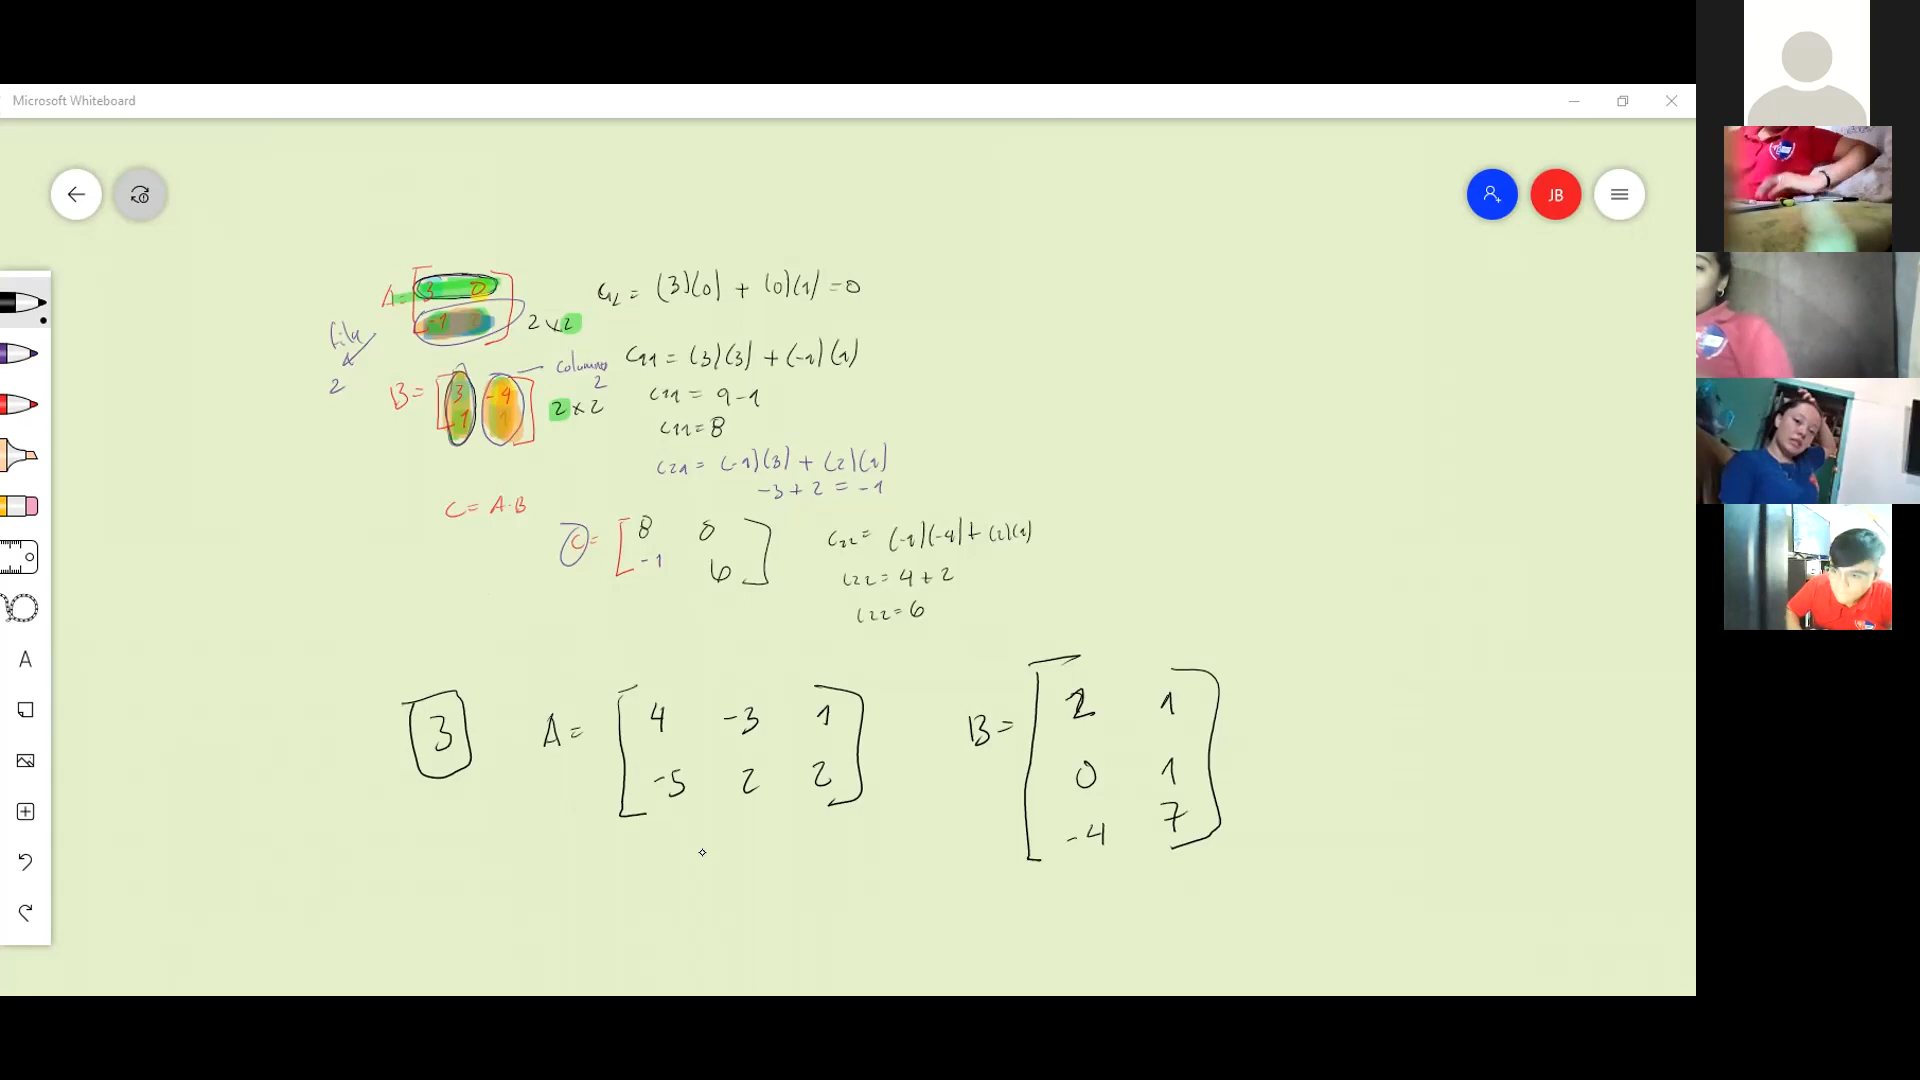 Microsoft Whiteboard
JB
A= [3 0
-1 ] 2 x 2
fila
2
B= [3 -4
1 1] 2 x 2
columna
2
C12 = (3)(0) + (0)(1) = 0
C11 = (3)(3) + (-1)(1)
C11 = 9-1
C11 = 8
C21 = (-1)(3) + (2)(1)
-3+2 = -1
C= A·B
C= [8 0
-1 6]
C22 = (-1)(-4) + (2)(1)
C22 = 4+2
C22 = 6
3
A= [4 -3 1
-5 2 2]
B= [2 1
0 1
-4 7]
A